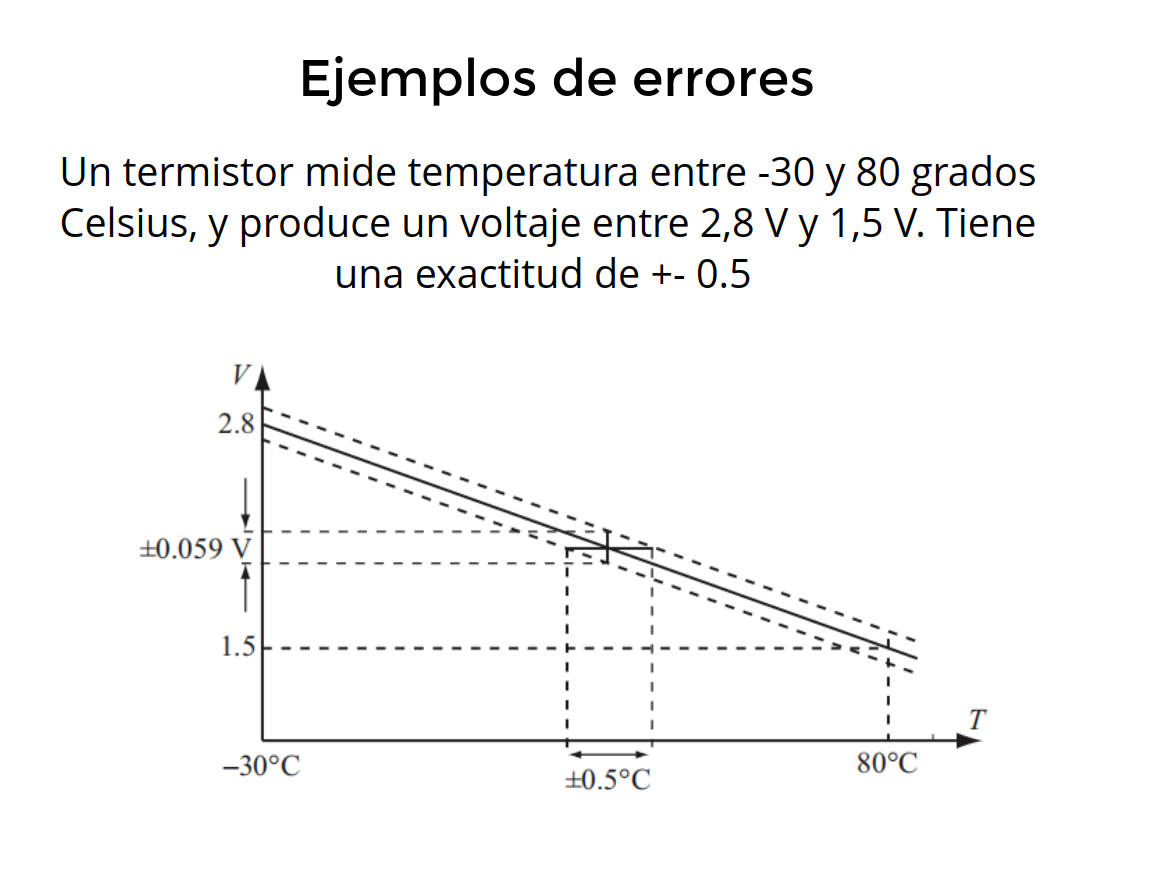 Ejemplos de errores
Un termistor mide temperatura entre -30 y 80 grados
Celsius, y produce un voltaje entre 2,8 V y 1,5 V. Tiene
una exactitud de +- 0.5
V
2.8
±0.059 V
1.5
T
–30°C
80°C
±0.5°C